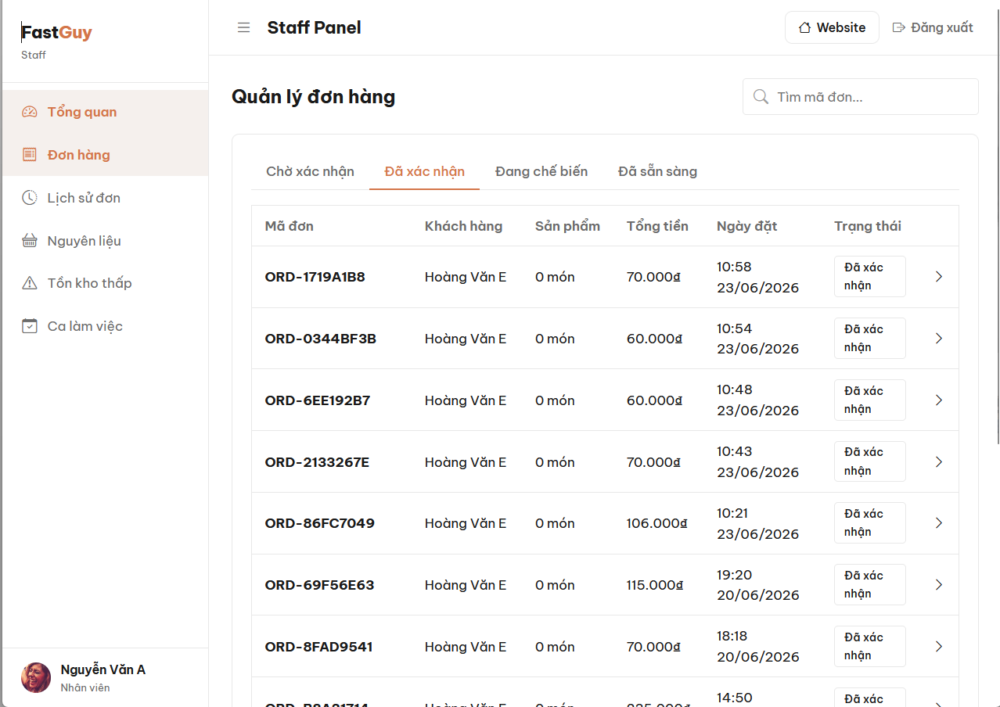 FastGuy
Staff
Staff Panel
Website
Đăng xuất
Tổng quan
Đơn hàng
Lịch sử đơn
Nguyên liệu
Tồn kho thấp
Ca làm việc
Nguyễn Văn A
Nhân viên
Quản lý đơn hàng
Tìm mã đơn...
Chờ xác nhận Đã xác nhận Đang chế biến Đã sẵn sàng
Mã đơn Khách hàng Sản phẩm Tổng tiền Ngày đặt Trạng thái
ORD-1719A1B8 Hoàng Văn E 0 món 70.000₫ 10:58 23/06/2026 Đã xác nhận
ORD-0344BF3B Hoàng Văn E 0 món 60.000₫ 10:54 23/06/2026 Đã xác nhận
ORD-6EE192B7 Hoàng Văn E 0 món 60.000₫ 10:48 23/06/2026 Đã xác nhận
ORD-2133267E Hoàng Văn E 0 món 70.000₫ 10:43 23/06/2026 Đã xác nhận
ORD-86FC7049 Hoàng Văn E 0 món 106.000₫ 10:21 23/06/2026 Đã xác nhận
ORD-69F56E63 Hoàng Văn E 0 món 115.000₫ 19:20 20/06/2026 Đã xác nhận
ORD-8FAD9541 Hoàng Văn E 0 món 70.000₫ 18:18 20/06/2026 Đã xác nhận
14:50 Đã xác